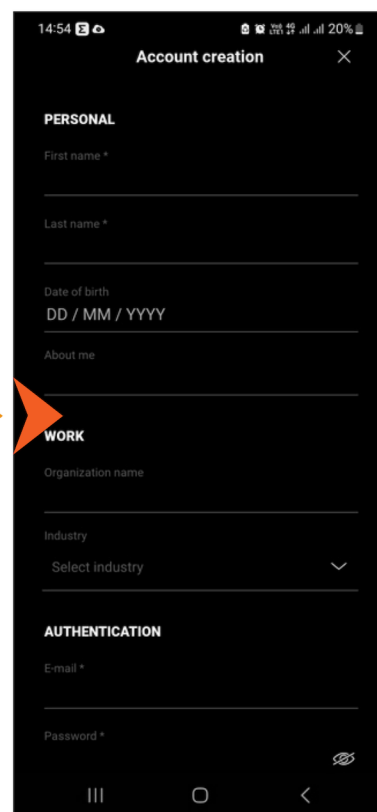 14:54 20%
Account creation
PERSONAL
First name *
Last name *
Date of birth
DD / MM / YYYY
About me
WORK
Organization name
Industry
Select industry
AUTHENTICATION
E-mail *
Password *